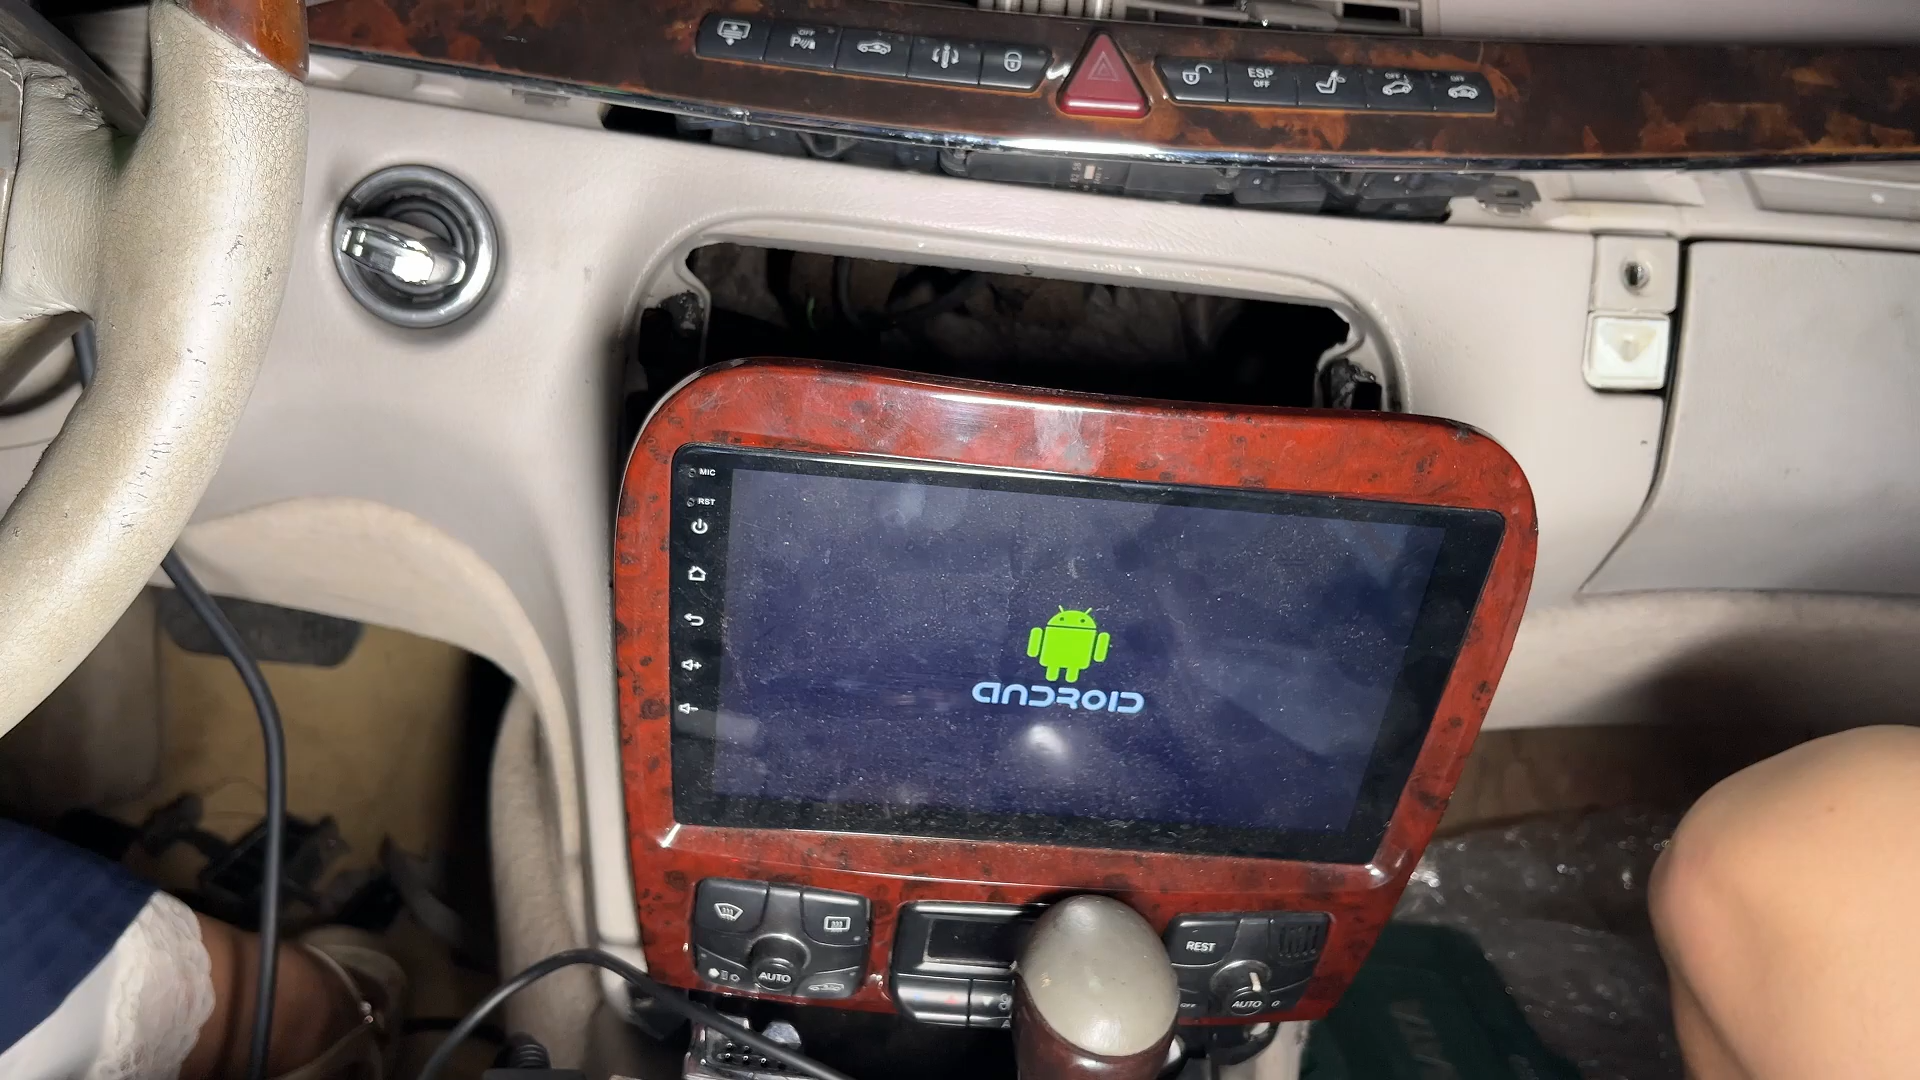 OFF
ESP
OFF
OFF
OFF
MIC
RST
ANDROID
REST
AUTO
AUTO
OFF